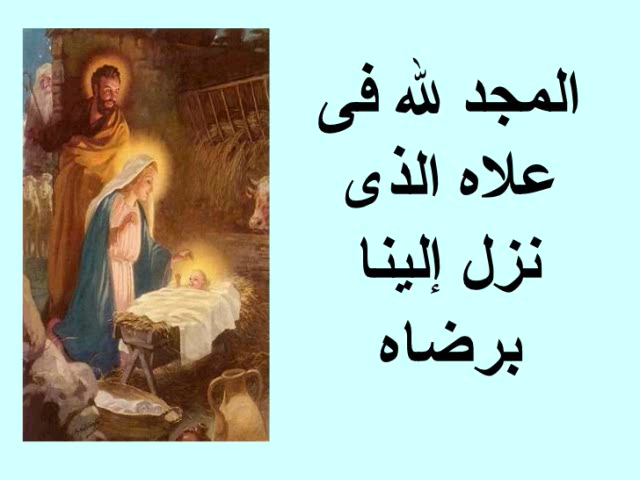 المجد لله فى
علاه الذى
نزل إلينا
برضاه